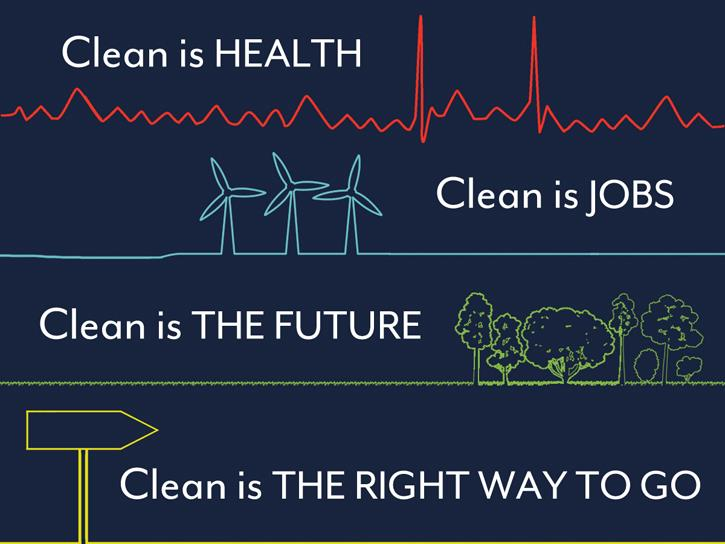 Clean is HEALTH
Clean is JOBS
Clean is THE FUTURE
Clean is THE RIGHT WAY TO GO